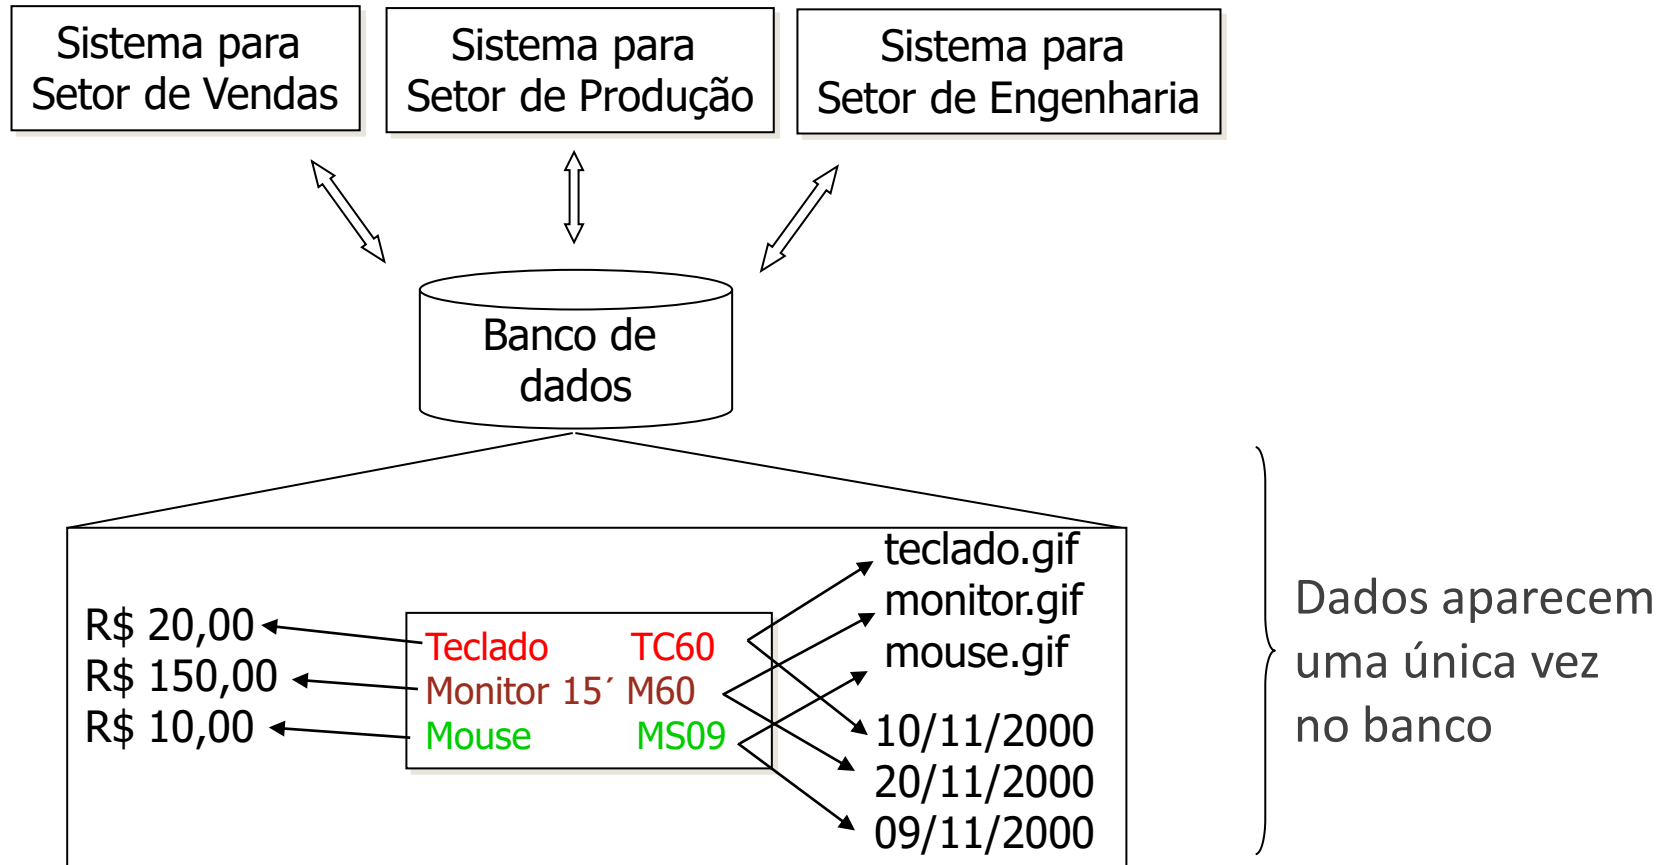 Sistema para
Setor de Vendas
Sistema para
Setor de Produção
Sistema para
Setor de Engenharia
Banco de
dados
R$ 20,00
R$ 150,00
R$ 10,00
Teclado TC60
Monitor 15´ M60
Mouse MS09
teclado.gif
monitor.gif
mouse.gif
10/11/2000
20/11/2000
09/11/2000
Dados aparecem
uma única vez
no banco